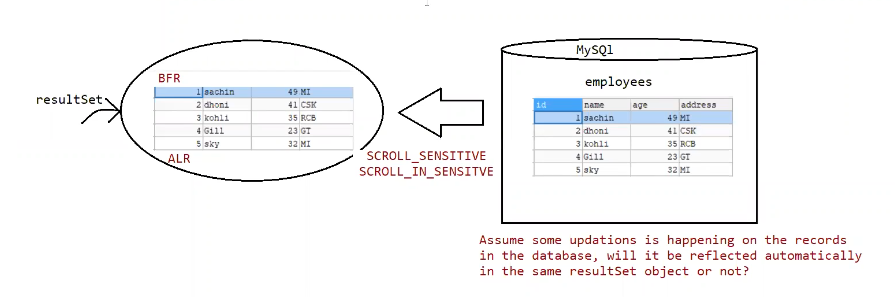 MySQl
BFR
employees
resultSet
1 sachin 49 MI
2 dhoni 41 CSK
3 kohli 35 RCB
4 Gill 23 GT
5 sky 32 MI
ALR
SCROLL_SENSITIVE
SCROLL_IN_SENSITVE
id name age address
1 sachin 49 MI
2 dhoni 41 CSK
3 kohli 35 RCB
4 Gill 23 GT
5 sky 32 MI
Assume some updations is happening on the records
in the database, will it be reflected automatically
in the same resultSet object or not?